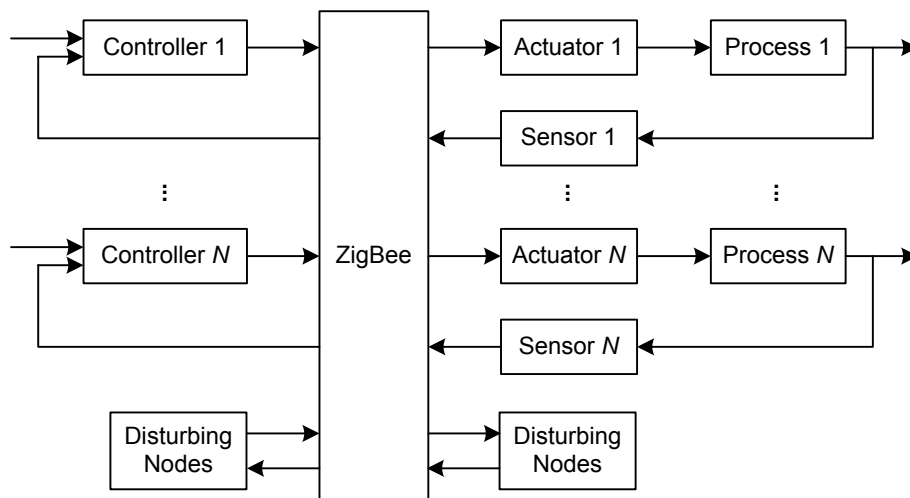 Controller 1
Actuator 1
Process 1
Sensor 1
⋮ ⋮ ⋮
Controller N
ZigBee
Actuator N
Process N
Sensor N
Disturbing
Nodes
Disturbing
Nodes